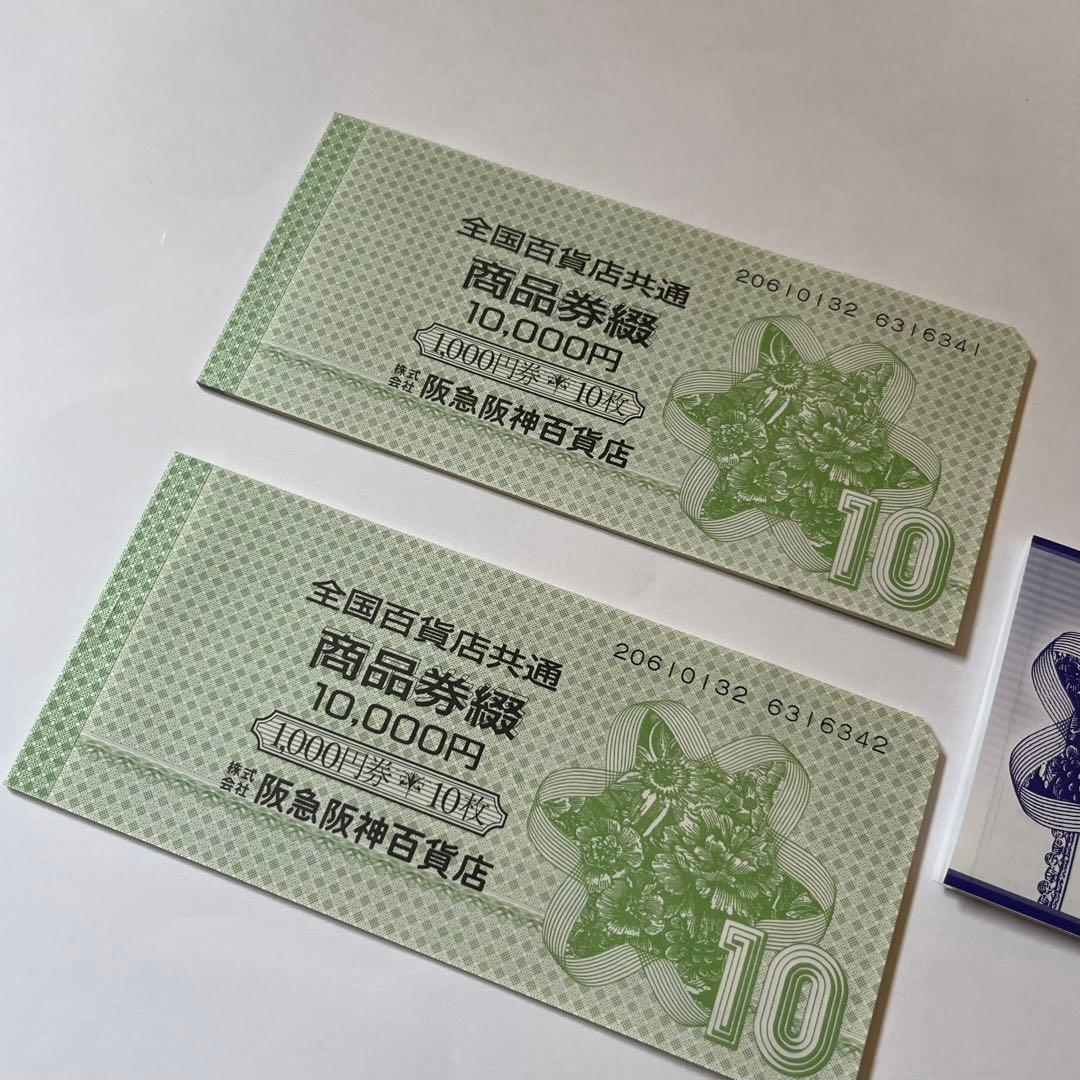 全国百貨店共通
商品券綴
10,000円
1,000円券 10枚
株式会社 阪急阪神百貨店
20610132 6316341
10
全国百貨店共通
商品券綴
10,000円
1,000円券 10枚
株式会社 阪急阪神百貨店
20610132 6316342
10